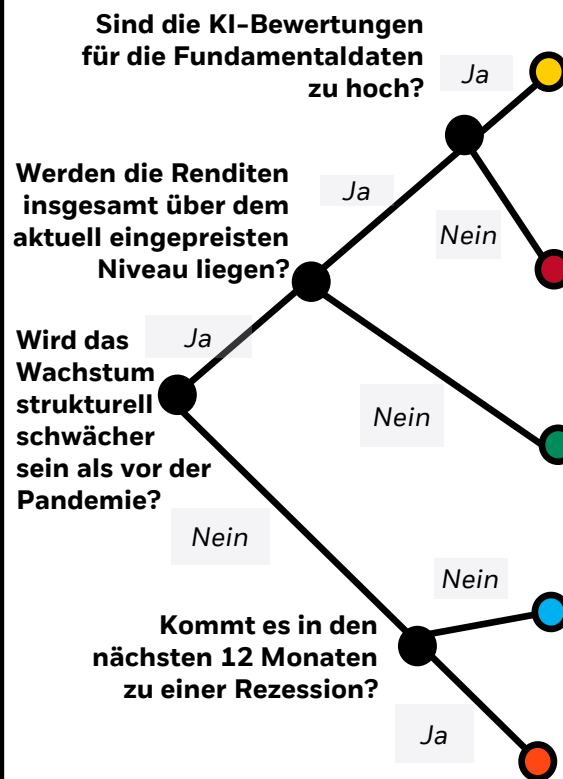 Sind die KI-Bewertungen
für die Fundamentaldaten
zu hoch?
Ja
Nein
Werden die Renditen
insgesamt über dem
aktuell eingepreisten
Niveau liegen?
Ja
Nein
Wird das
Wachstum
strukturell
schwächer
sein als vor der
Pandemie?
Ja
Nein
Kommt es in den
nächsten 12 Monaten
zu einer Rezession?
Nein
Ja